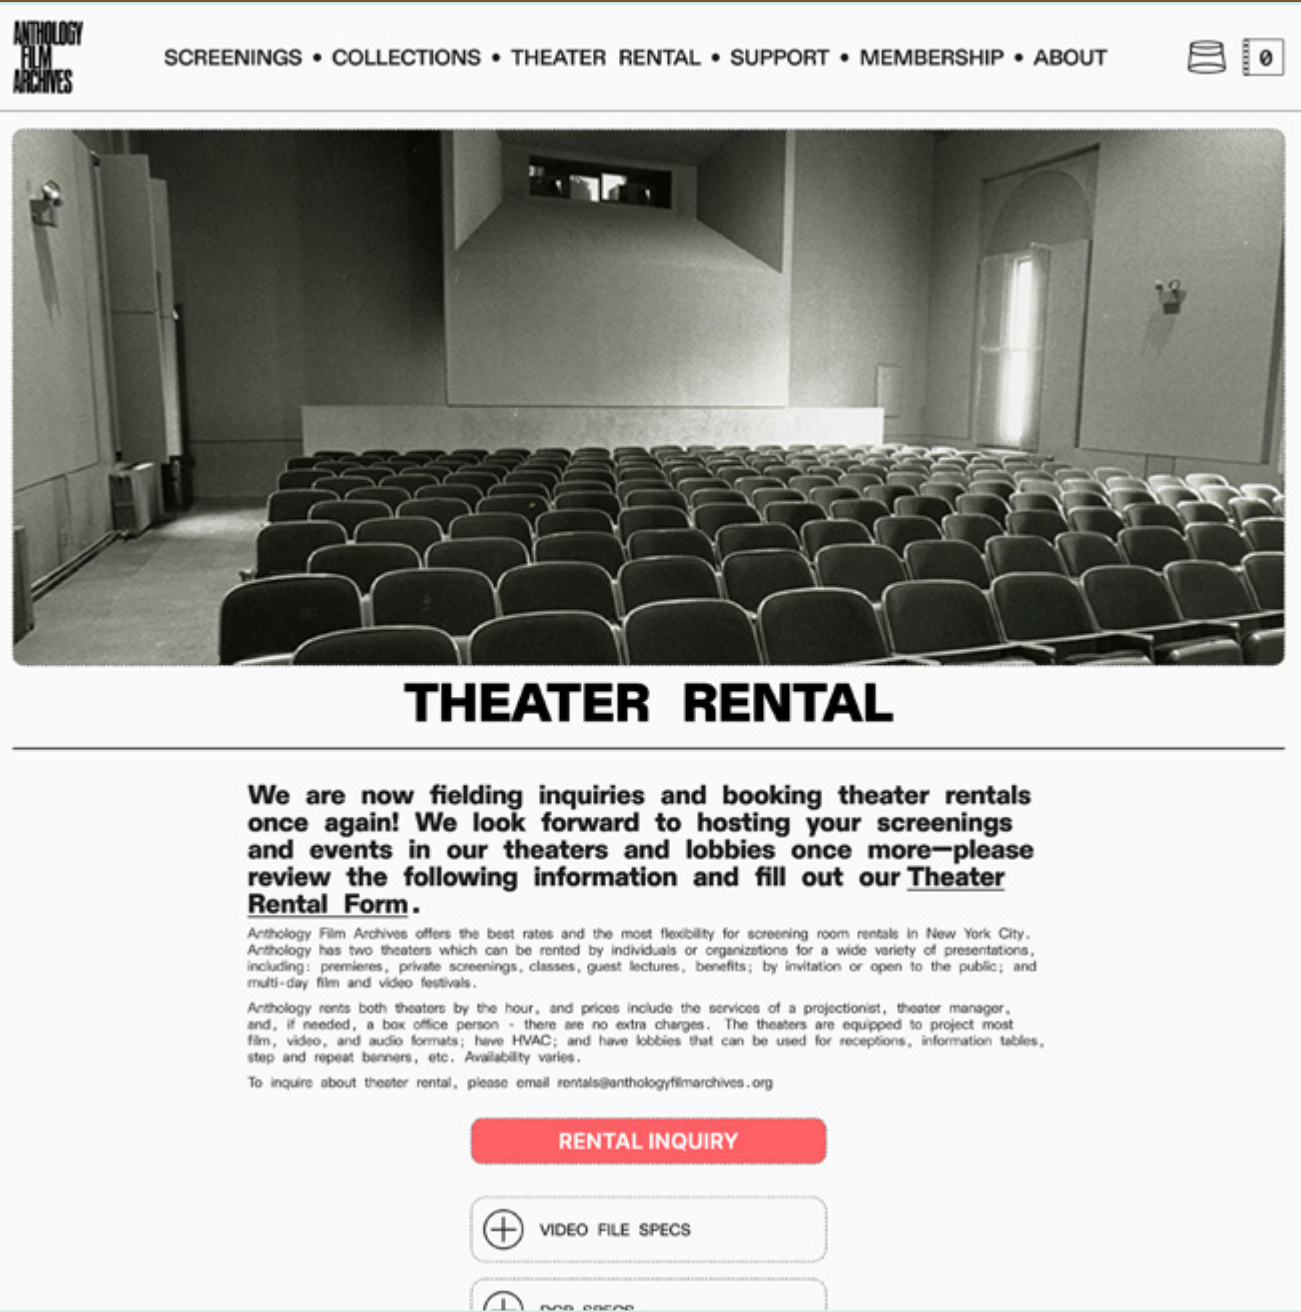 ANTHOLOGY
FILM
ARCHIVES
SCREENINGS • COLLECTIONS • THEATER RENTAL • SUPPORT • MEMBERSHIP • ABOUT
0
THEATER RENTAL
We are now fielding inquiries and booking theater rentals
once again! We look forward to hosting your screenings
and events in our theaters and lobbies once more—please
review the following information and fill out our Theater
Rental Form.
Anthology Film Archives offers the best rates and the most flexibility for screening room rentals in New York City.
Anthology has two theaters which can be rented by individuals or organizations for a wide variety of presentations,
including: premieres, private screenings, classes, guest lectures, benefits; by invitation or open to the public; and
multi-day film and video festivals.
Anthology rents both theaters by the hour, and prices include the services of a projectionist, theater manager,
and, if needed, a box office person - there are no extra charges. The theaters are equipped to project most
film, video, and audio formats; have HVAC; and have lobbies that can be used for receptions, information tables,
step and repeat banners, etc. Availability varies.
To inquire about theater rental, please email rentals@anthologyfilmarchives.org
RENTAL INQUIRY
VIDEO FILE SPECS
DCP SPECS